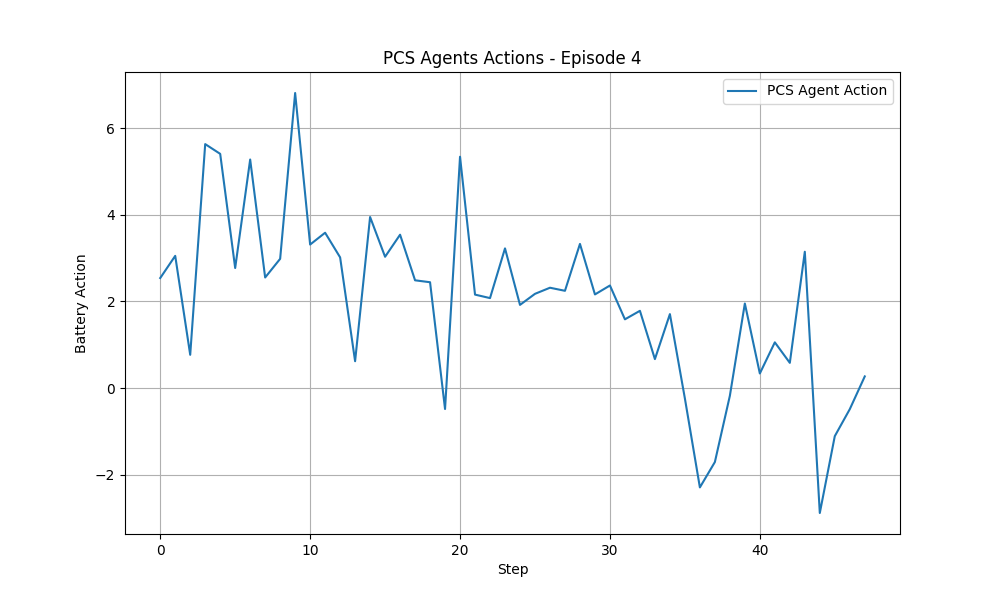 PCS Agents Actions - Episode 4
PCS Agent Action
Battery Action
6
4
2
0
−2
0 10 20 30 40
Step